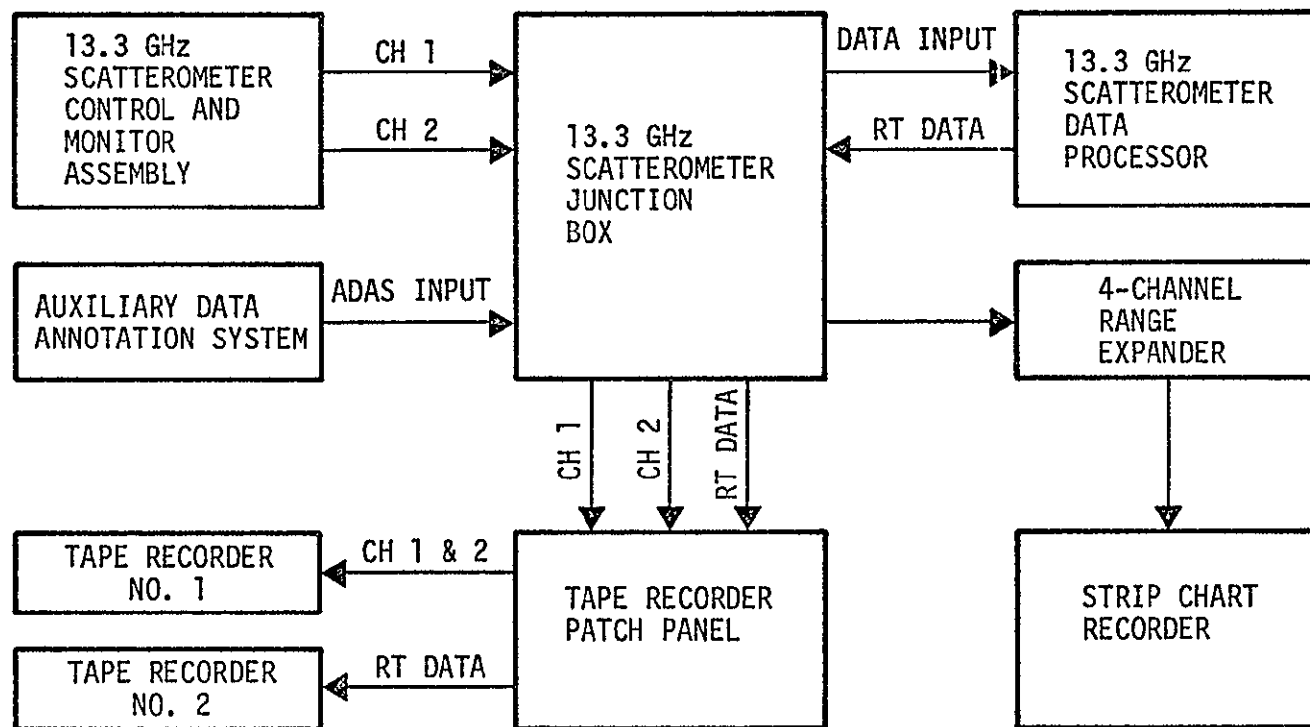 13.3 GHz
SCATTEROMETER
CONTROL AND
MONITOR
ASSEMBLY
CH 1
CH 2
13.3 GHz
SCATTEROMETER
JUNCTION
BOX
DATA INPUT
RT DATA
13.3 GHz
SCATTEROMETER
DATA
PROCESSOR
AUXILIARY DATA
ANNOTATION SYSTEM
ADAS INPUT
4-CHANNEL
RANGE
EXPANDER
CH 1
CH 2
RT DATA
TAPE RECORDER
NO. 1
CH 1 & 2
TAPE RECORDER
PATCH PANEL
STRIP CHART
RECORDER
TAPE RECORDER
NO. 2
RT DATA